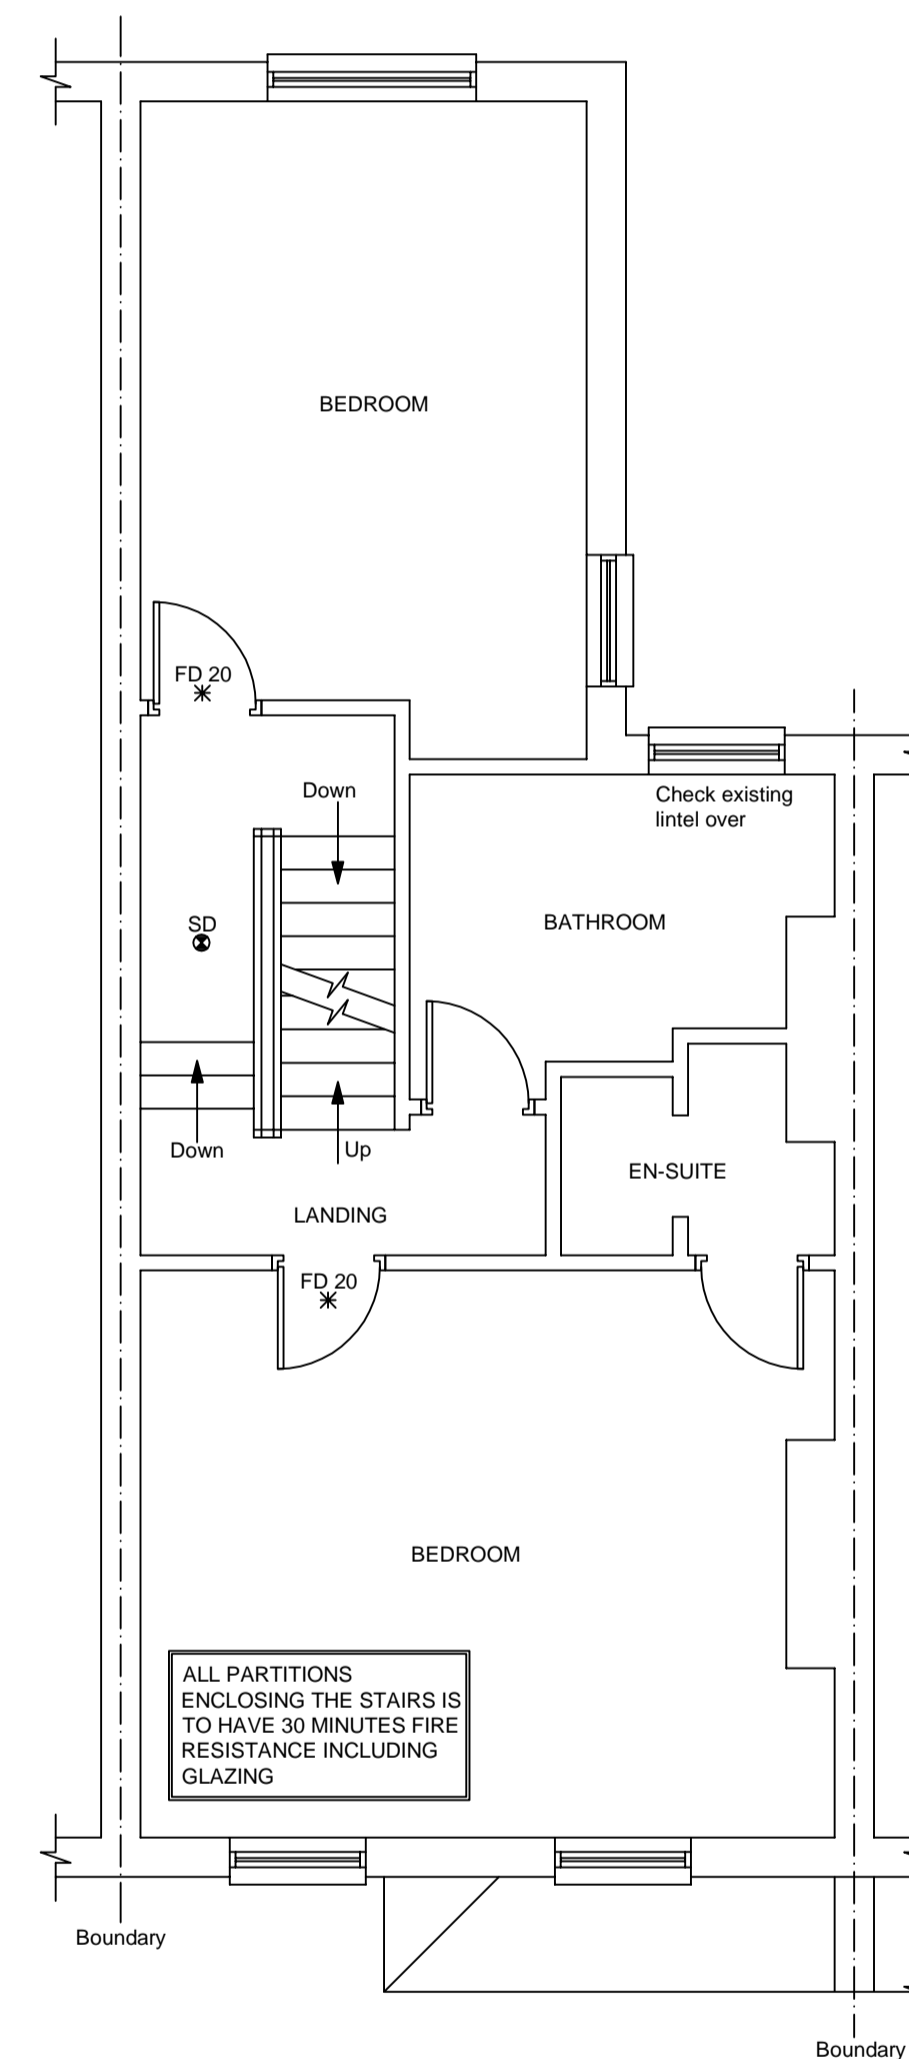 BEDROOM
FD 20
Down
Check existing
lintel over
SD
BATHROOM
Down
Up
EN-SUITE
LANDING
FD 20
BEDROOM
ALL PARTITIONS
ENCLOSING THE STAIRS IS
TO HAVE 30 MINUTES FIRE
RESISTANCE INCLUDING
GLAZING
Boundary
Boundary